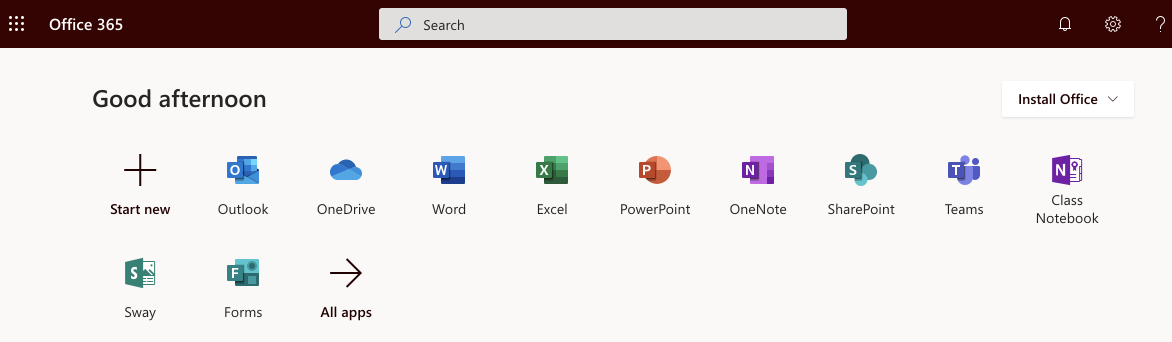 Office 365
Search
?
Good afternoon
Install Office
Start new
Outlook
OneDrive
Word
Excel
PowerPoint
OneNote
SharePoint
Teams
Class
Notebook
Sway
Forms
All apps